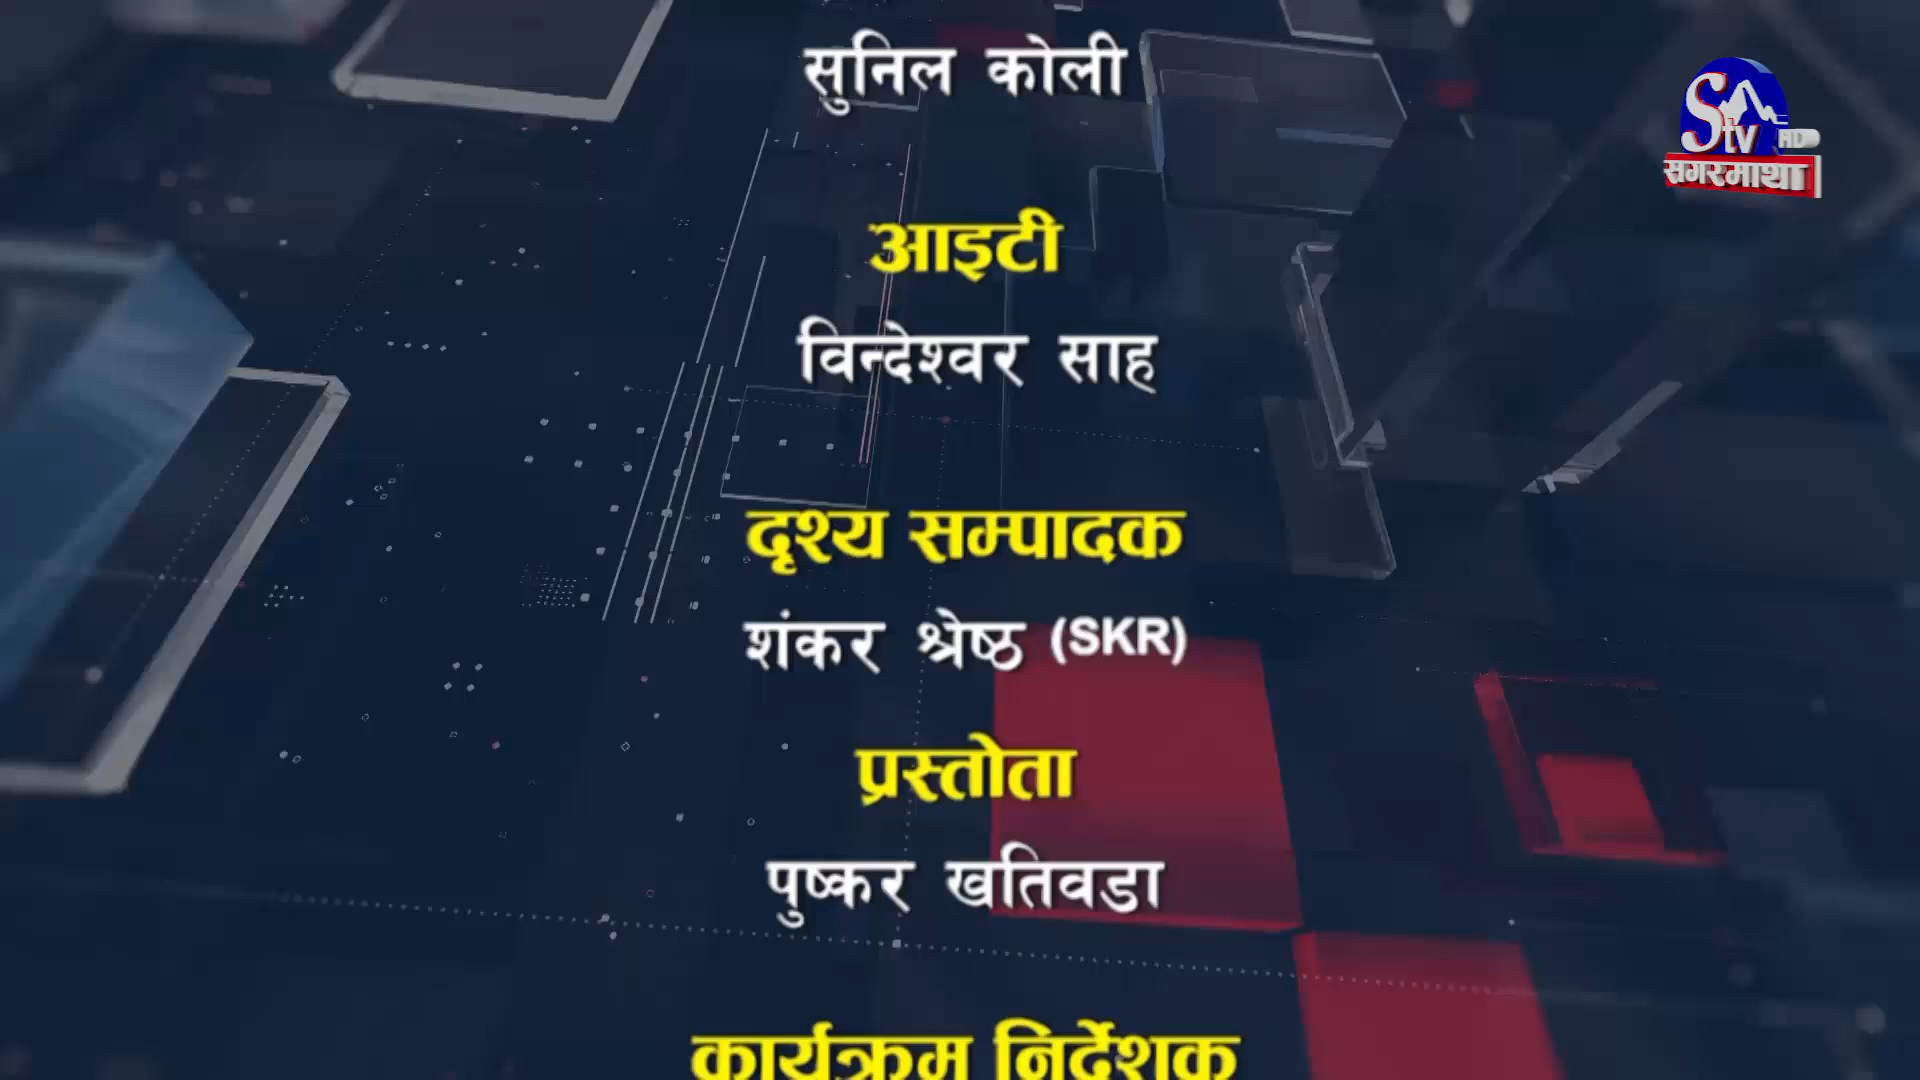 सुनिल कोली
STV HD
सगरमाथा
आइटी
विन्देश्वर साह
दृश्य सम्पादक
शंकर श्रेष्ठ (SKR)
प्रस्तोता
पुष्कर खतिवडा
कार्यक्रम निर्देशक